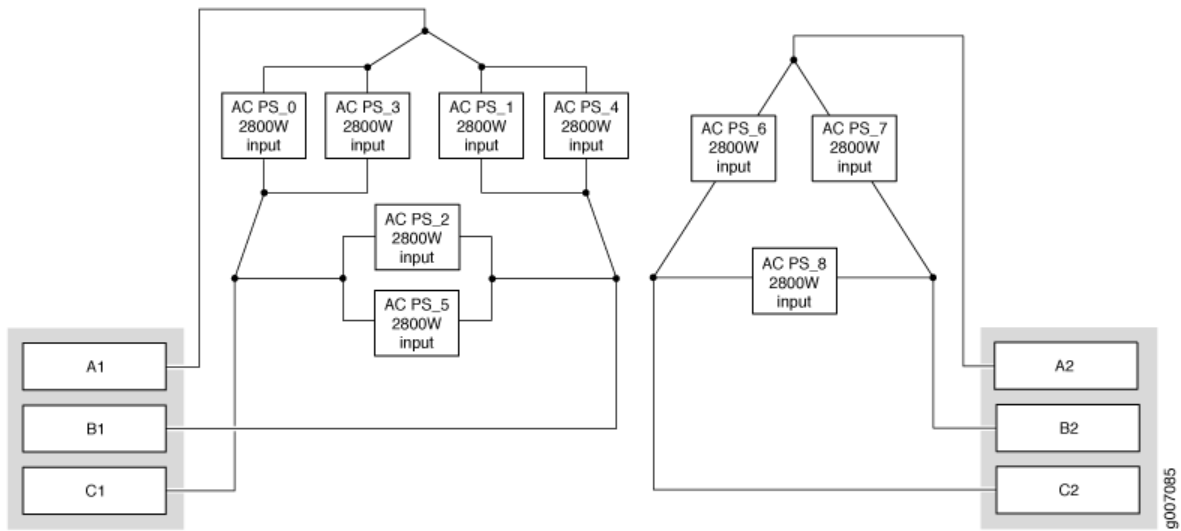 AC PS_0
2800W
input
AC PS_3
2800W
input
AC PS_1
2800W
input
AC PS_4
2800W
input
AC PS_6
2800W
input
AC PS_7
2800W
input
AC PS_2
2800W
input
AC PS_5
2800W
input
AC PS_8
2800W
input
A1
B1
C1
A2
B2
C2
g007085